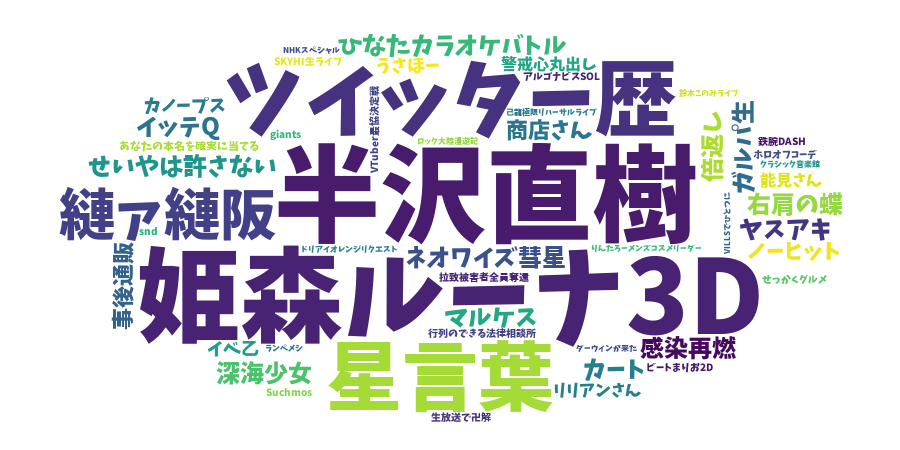 NHKスペシャル
ひなたカラオケバトル
SKYHI生ライブ
うさほー
警戒心丸出し
アルゴナビスSOL
ツイッター歴
鈴木このみライブ
カノープス
イッテQ
giants
VTuber最協決定戦
己龍極限リハーサルライブ
商店さん
倍返し
ガルパ生
鉄腕DASH
あなたの本名を確実に当てる
ロック大陸漫遊記
ホロオフコーデ
クラシック音楽館
せいやは許さない
半沢直樹
能見さん
右肩の蝶
縺ァ縺阪
snd
ヤスアキ
ノーヒット
事後通販
ドリアイオレンジリクエスト
ネオワイズ彗星
りんたろーメンズコスメリーダー
姫森ルーナ3D
拉致被害者全員奪還
せっかくグルメ
マルケス
行列のできる法律相談所
イベ乙
ランペメシ
星言葉
ダーウィンが来た
感染再燃
深海少女
カート
ビートまりお2D
Suchmos
リリアンさん
生放送で卍解